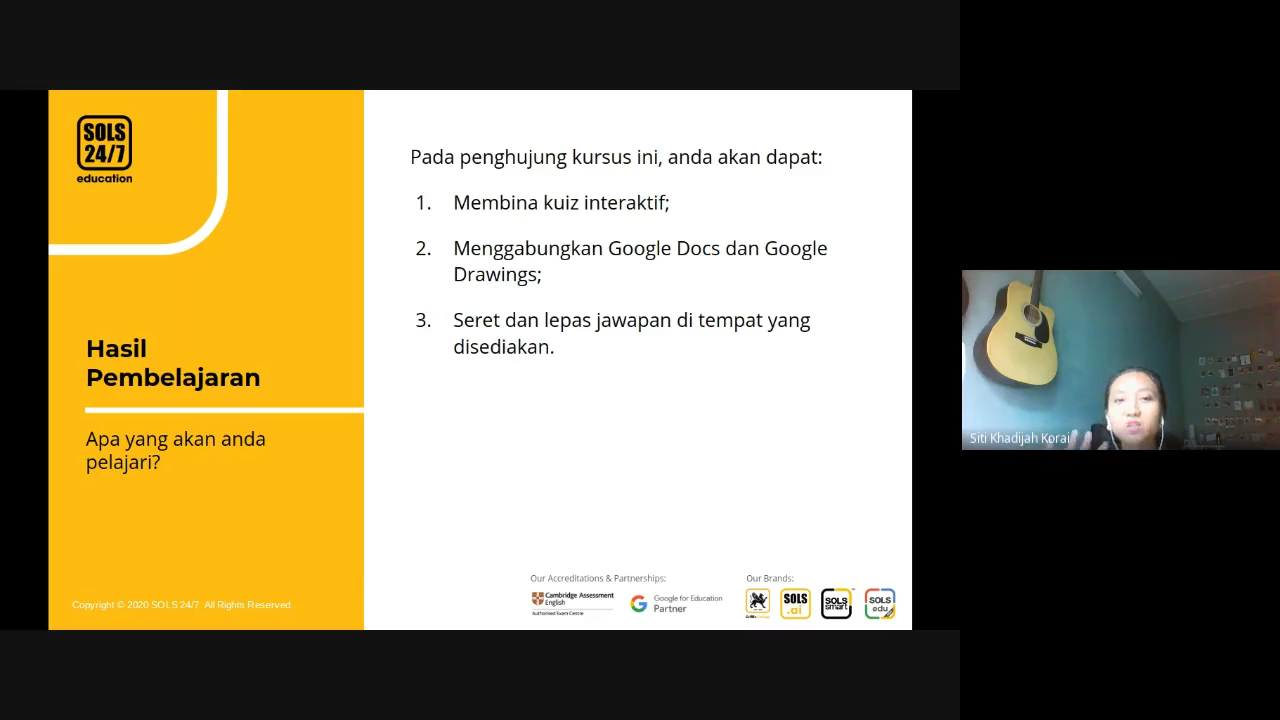 SOLS
24/7
education
Hasil
Pembelajaran
Apa yang akan anda
pelajari?
Copyright © 2020 SOLS 24/7 All Rights Reserved
Pada penghujung kursus ini, anda akan dapat:
1. Membina kuiz interaktif;
2. Menggabungkan Google Docs dan Google
Drawings;
3. Seret dan lepas jawapan di tempat yang
disediakan.
Our Accreditations & Partnerships:
Cambridge Assessment
English
Authorised Exam Centre
Google for Education
Partner
Our Brands:
SOLS
.ai
SOLS
smart
SOLS
edu
Siti Khadijah Korai